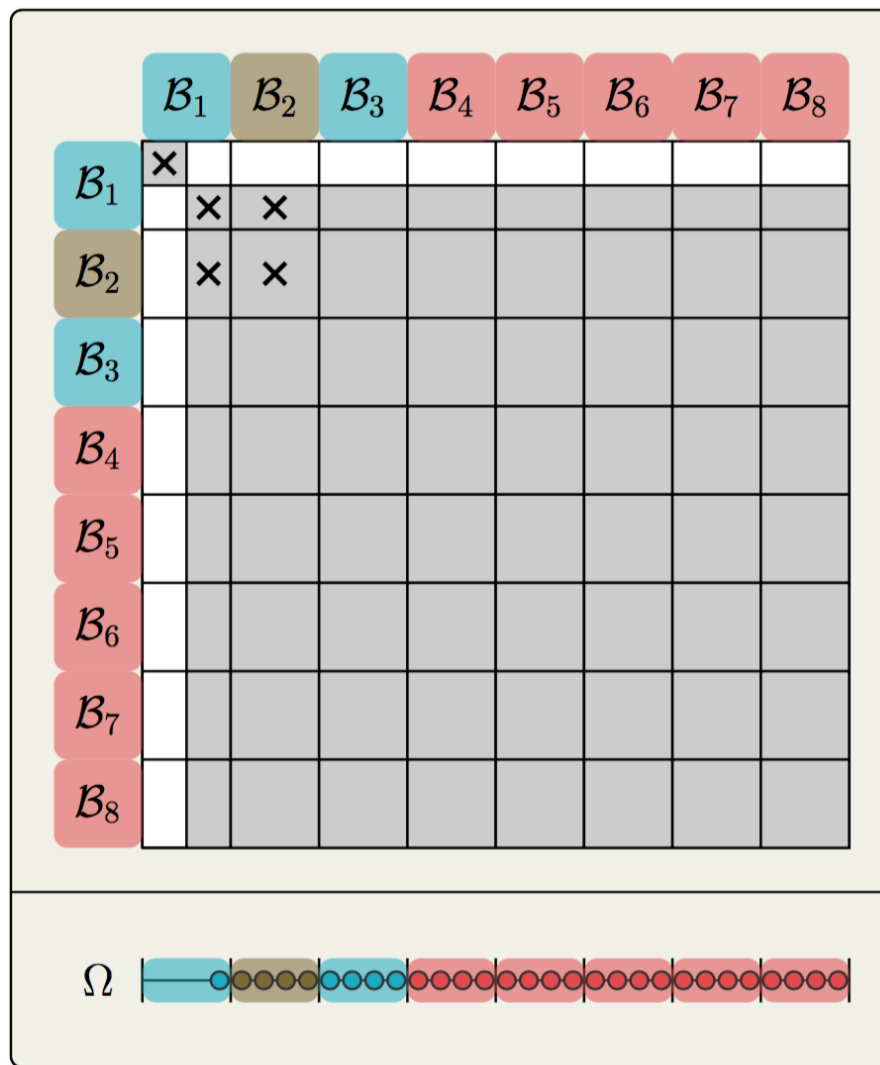 ℬ₁ ℬ₂ ℬ₃ ℬ₄ ℬ₅ ℬ₆ ℬ₇ ℬ₈
ℬ₁ ×
× ×
ℬ₂ × ×
ℬ₃
ℬ₄
ℬ₅
ℬ₆
ℬ₇
ℬ₈
Ω